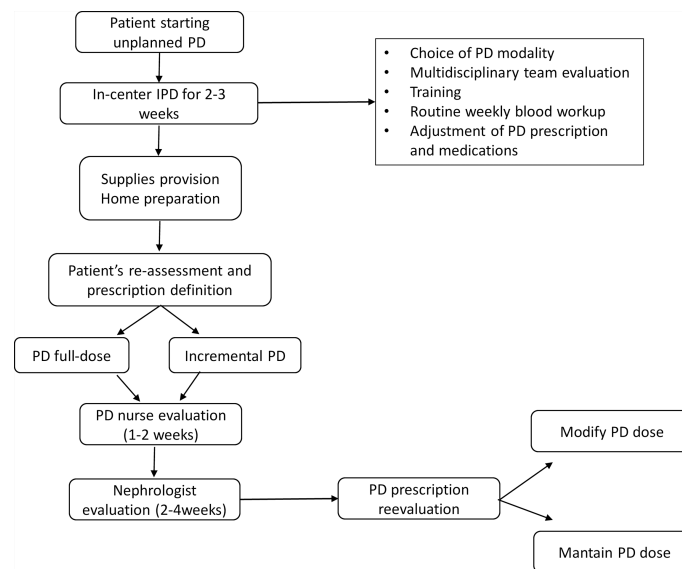 Patient starting
unplanned PD
In-center IPD for 2-3
weeks
• Choice of PD modality
• Multidisciplinary team evaluation
• Training
• Routine weekly blood workup
• Adjustment of PD prescription
and medications
Supplies provision
Home preparation
Patient's re-assessment and
prescription definition
PD full-dose
Incremental PD
PD nurse evaluation
(1-2 weeks)
Nephrologist
evaluation (2-4weeks)
PD prescription
reevaluation
Modify PD dose
Mantain PD dose